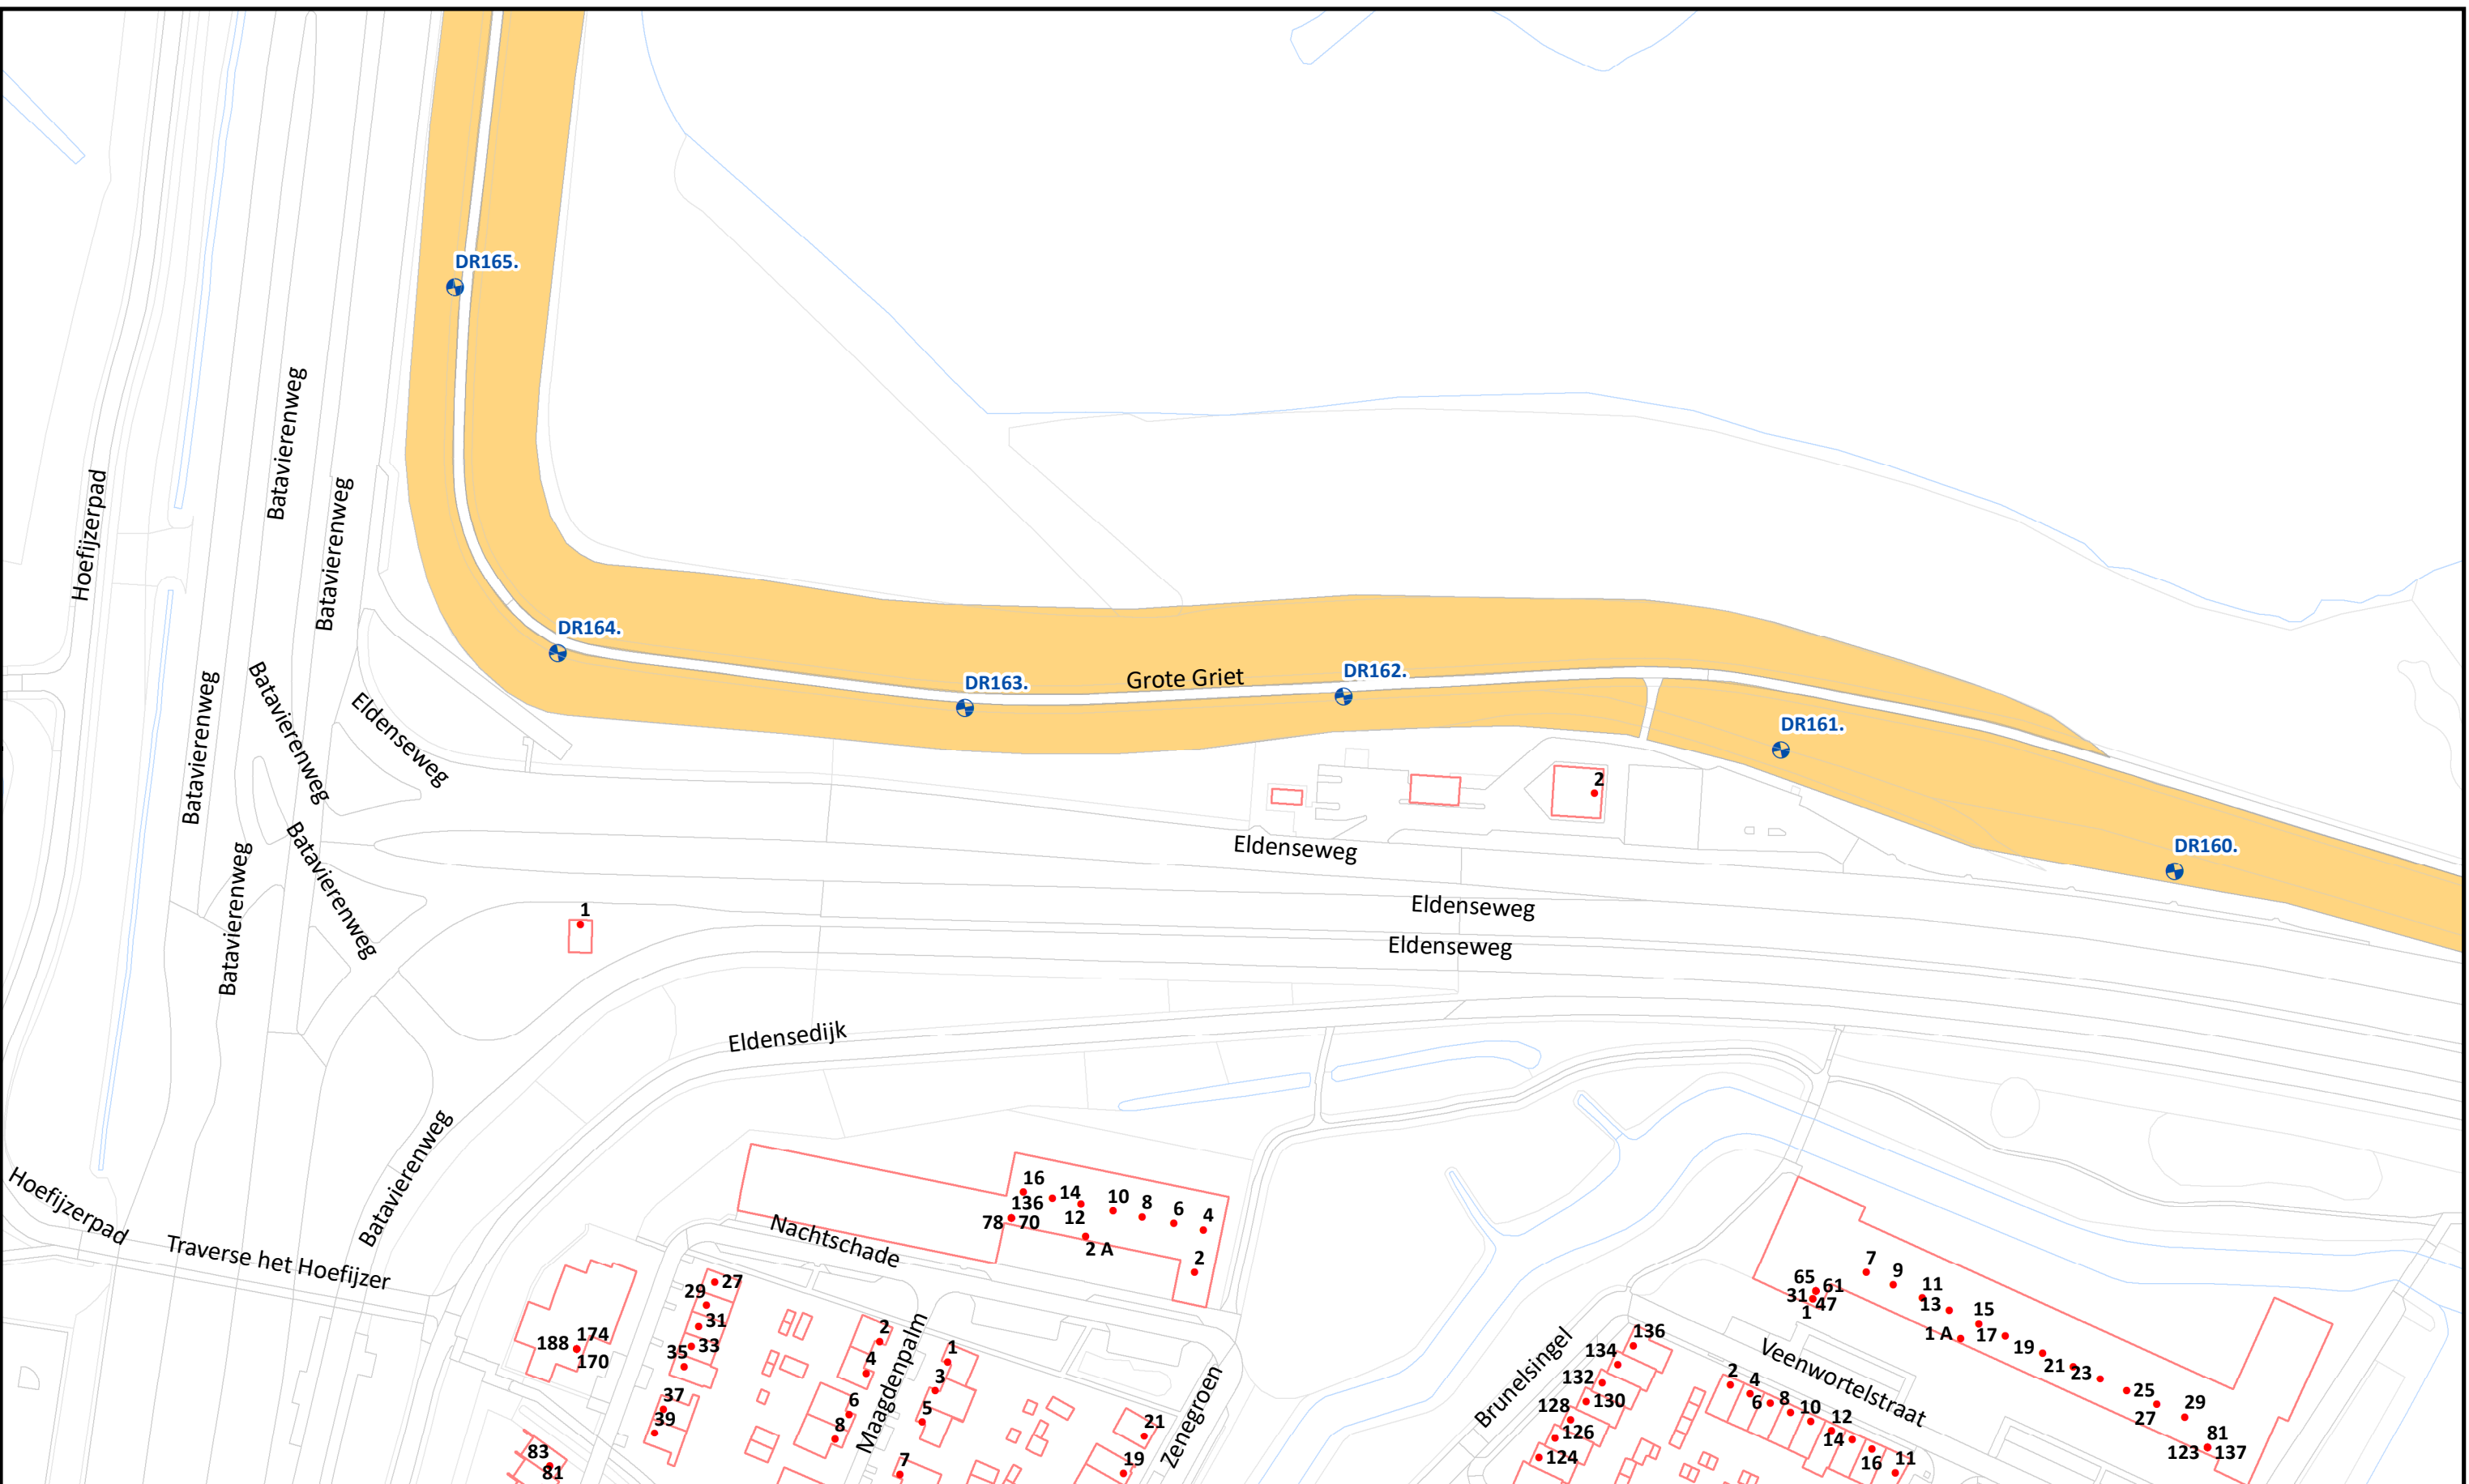 DR165.
Batavierenweg
Hoefijzerpad
Batavierenweg
DR164.
DR163.
Grote Griet
DR162.
DR161.
Batavierenweg
Batavierenweg
Eldenseweg
2
Eldenseweg
DR160.
Batavierenweg
Batavierenweg
1
Eldenseweg
Eldenseweg
Eldensedijk
Batavierenweg
Hoefijzerpad
Traverse het Hoefijzer
16
136
14
10
8
6
4
78
70
12
2 A
2
Nachtschade
29
27
31
33
35
37
39
188
174
170
83
81
2
4
6
8
Maagdenpalm
1
3
5
7
21
19
Zenegroen
Brunelsingel
136
134
132
130
128
126
124
65
61
31
47
1
7
9
11
13
15
1 A
17
19
21
23
25
27
29
81
123
137
Veenwortelstraat
2
4
6
8
10
12
14
16
11